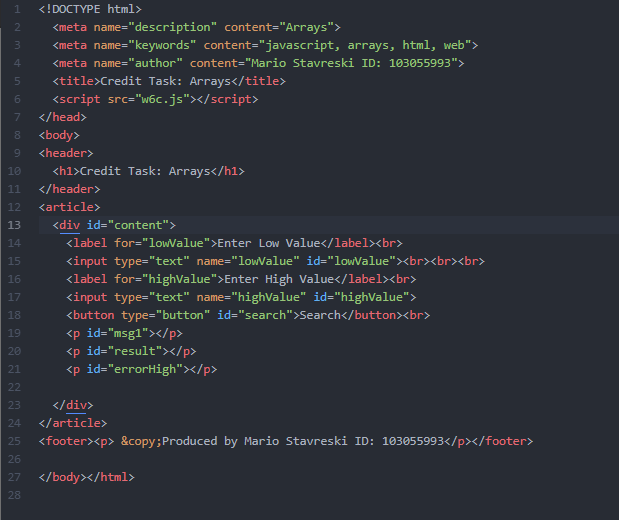 1 <!DOCTYPE html>
2 <meta name="description" content="Arrays">
3 <meta name="keywords" content="javascript, arrays, html, web">
4 <meta name="author" content="Mario Stavreski ID: 103055993">
5 <title>Credit Task: Arrays</title>
6 <script src="w6c.js"></script>
7 </head>
8 <body>
9 <header>
10 <h1>Credit Task: Arrays</h1>
11 </header>
12 <article>
13 <div id="content">
14 <label for="lowValue">Enter Low Value</label><br>
15 <input type="text" name="lowValue" id="lowValue"><br><br><br>
16 <label for="highValue">Enter High Value</label><br>
17 <input type="text" name="highValue" id="highValue">
18 <button type="button" id="search">Search</button><br>
19 <p id="msg1"></p>
20 <p id="result"></p>
21 <p id="errorHigh"></p>
22
23 </div>
24 </article>
25 <footer><p> &copy;Produced by Mario Stavreski ID: 103055993</p></footer>
26
27 </body></html>
28